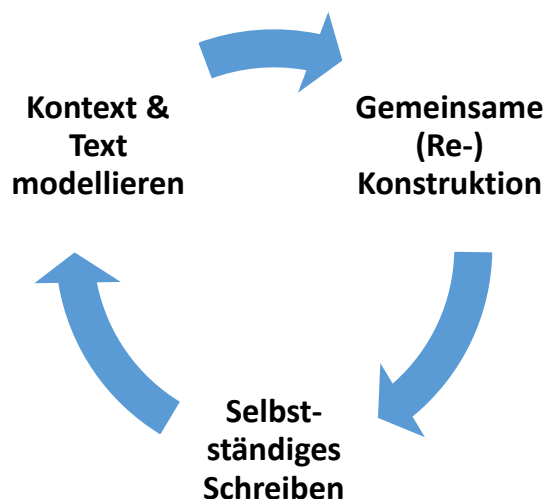 Kontext &
Text
modellieren
Gemeinsame
(Re-)
Konstruktion
Selbst-
ständiges
Schreiben